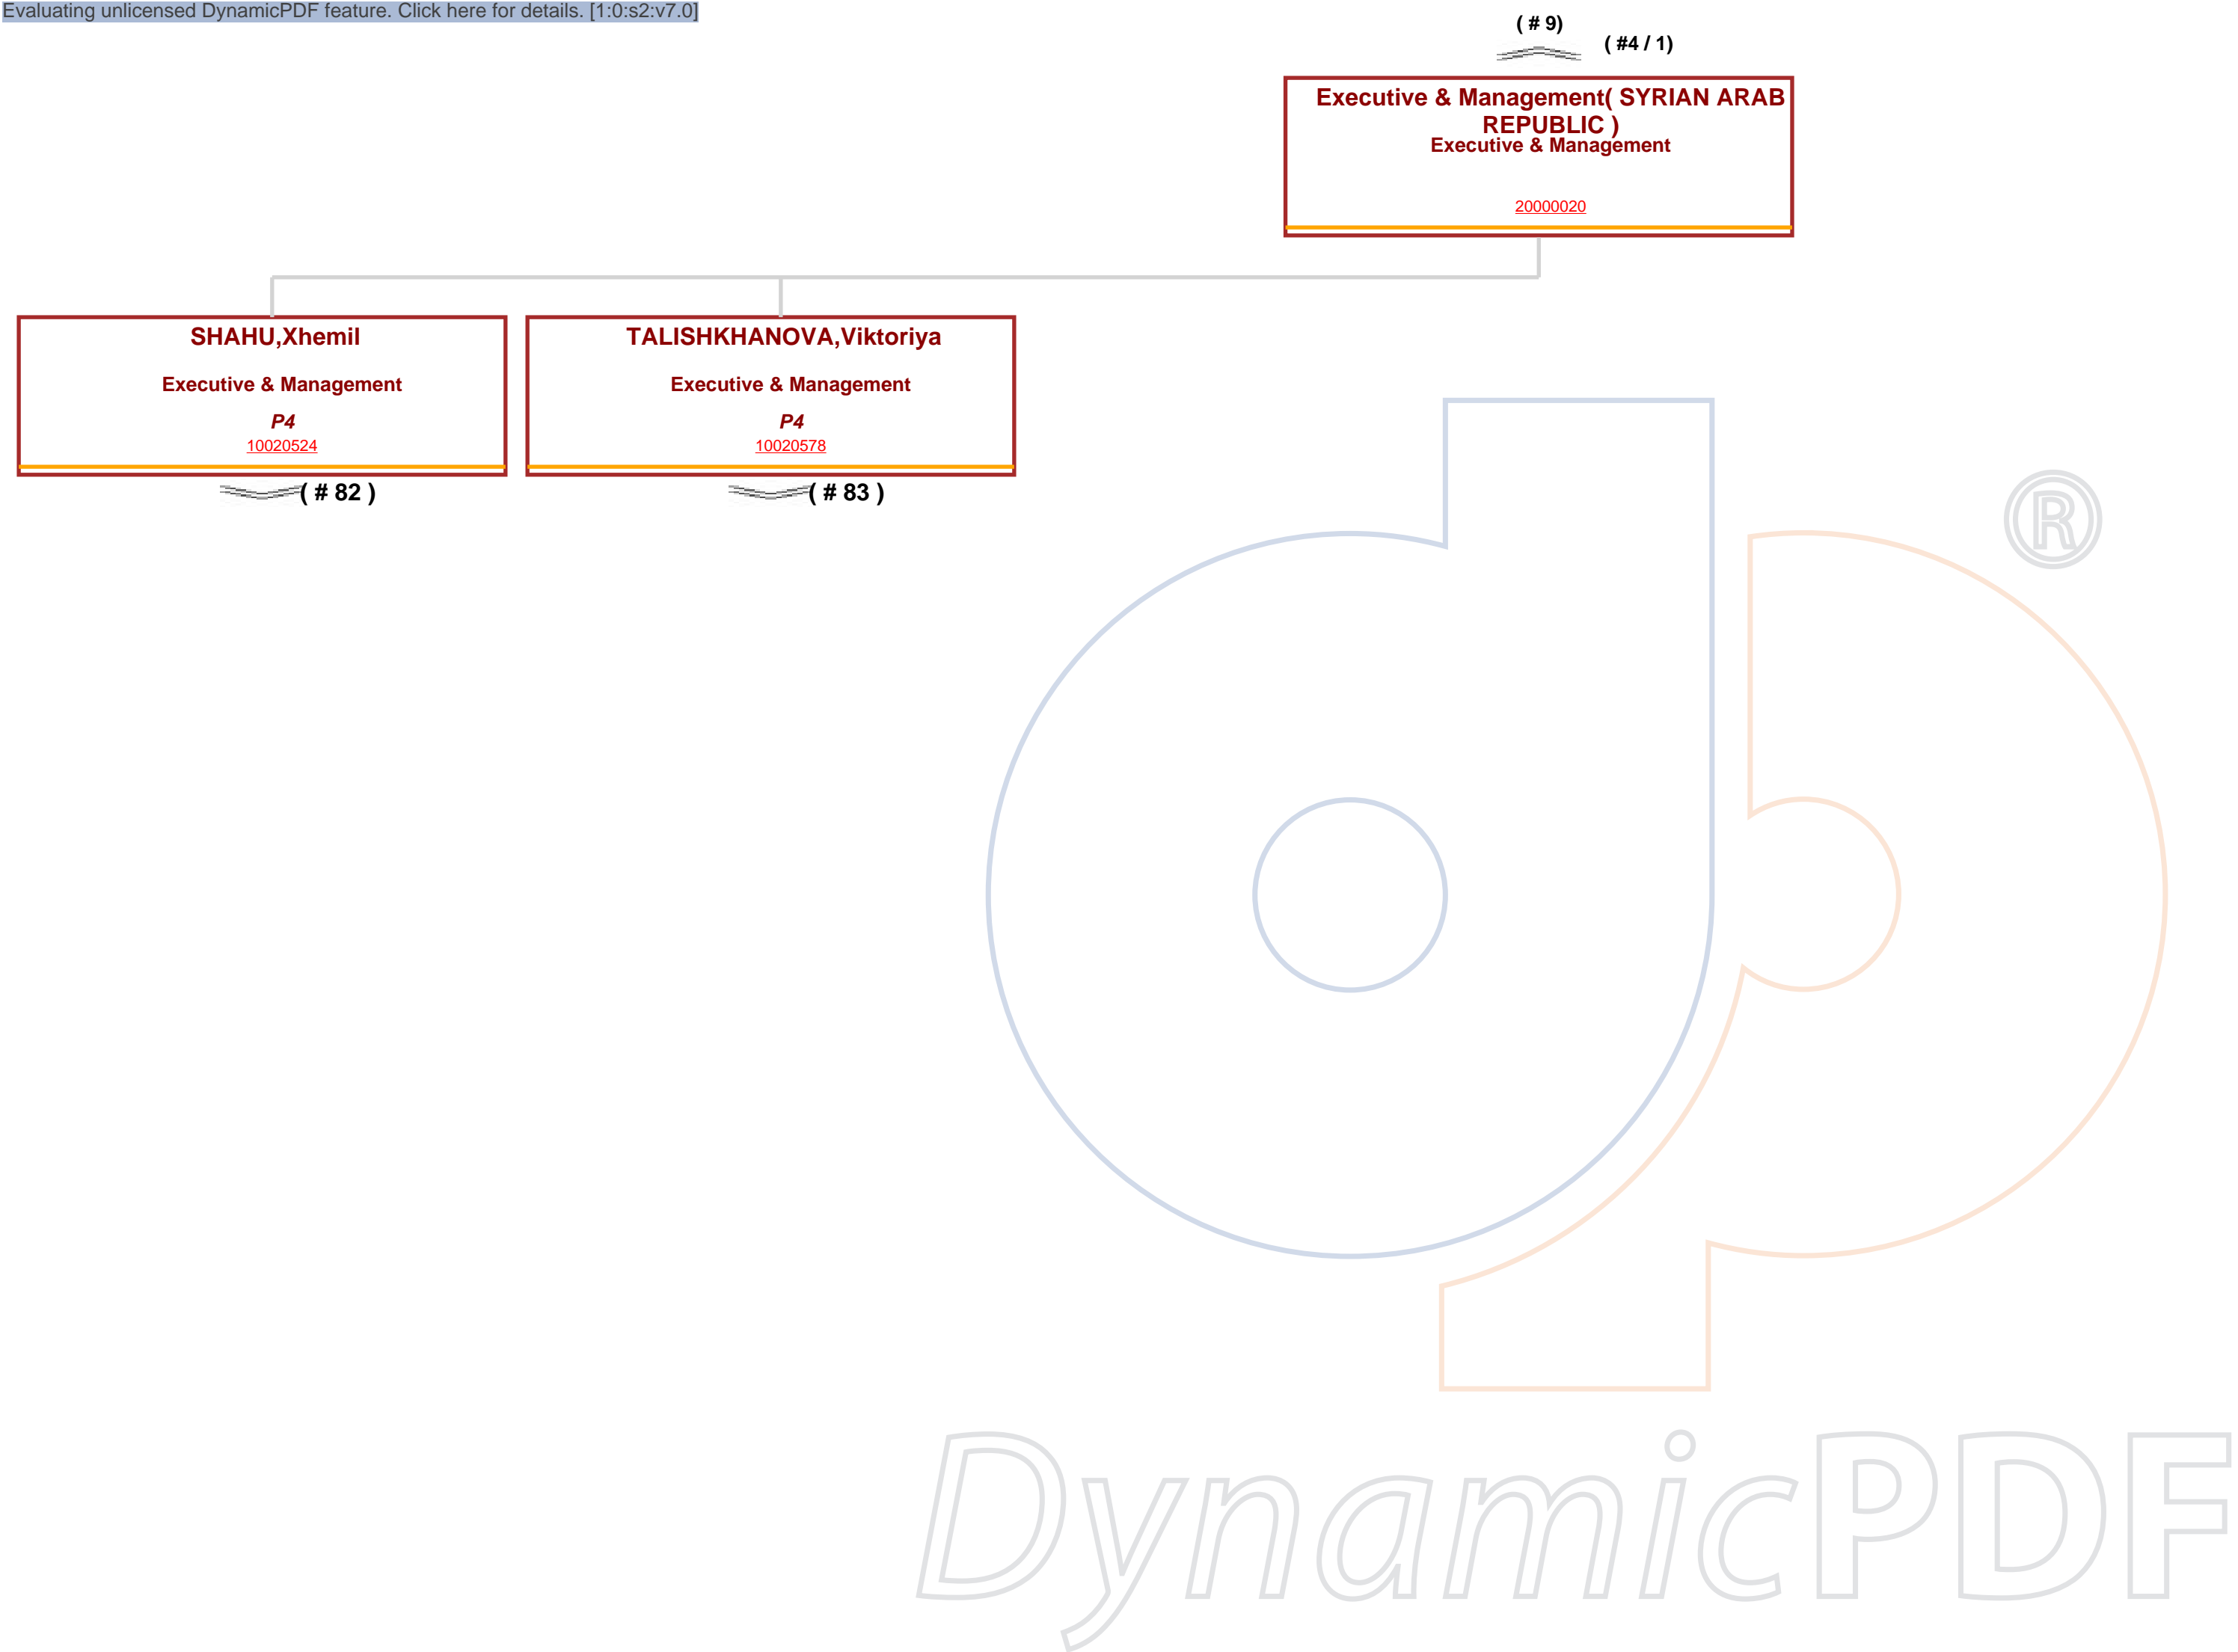 Evaluating unlicensed DynamicPDF feature. Click here for details. [1:0:s2:v7.0]
( # 9)
( #4 / 1)
Executive & Management( SYRIAN ARAB
REPUBLIC )
Executive & Management
20000020
SHAHU,Xhemil
Executive & Management
P4
10020524
( # 82 )
TALISHKHANOVA,Viktoriya
Executive & Management
P4
10020578
( # 83 )
®
DynamicPDF